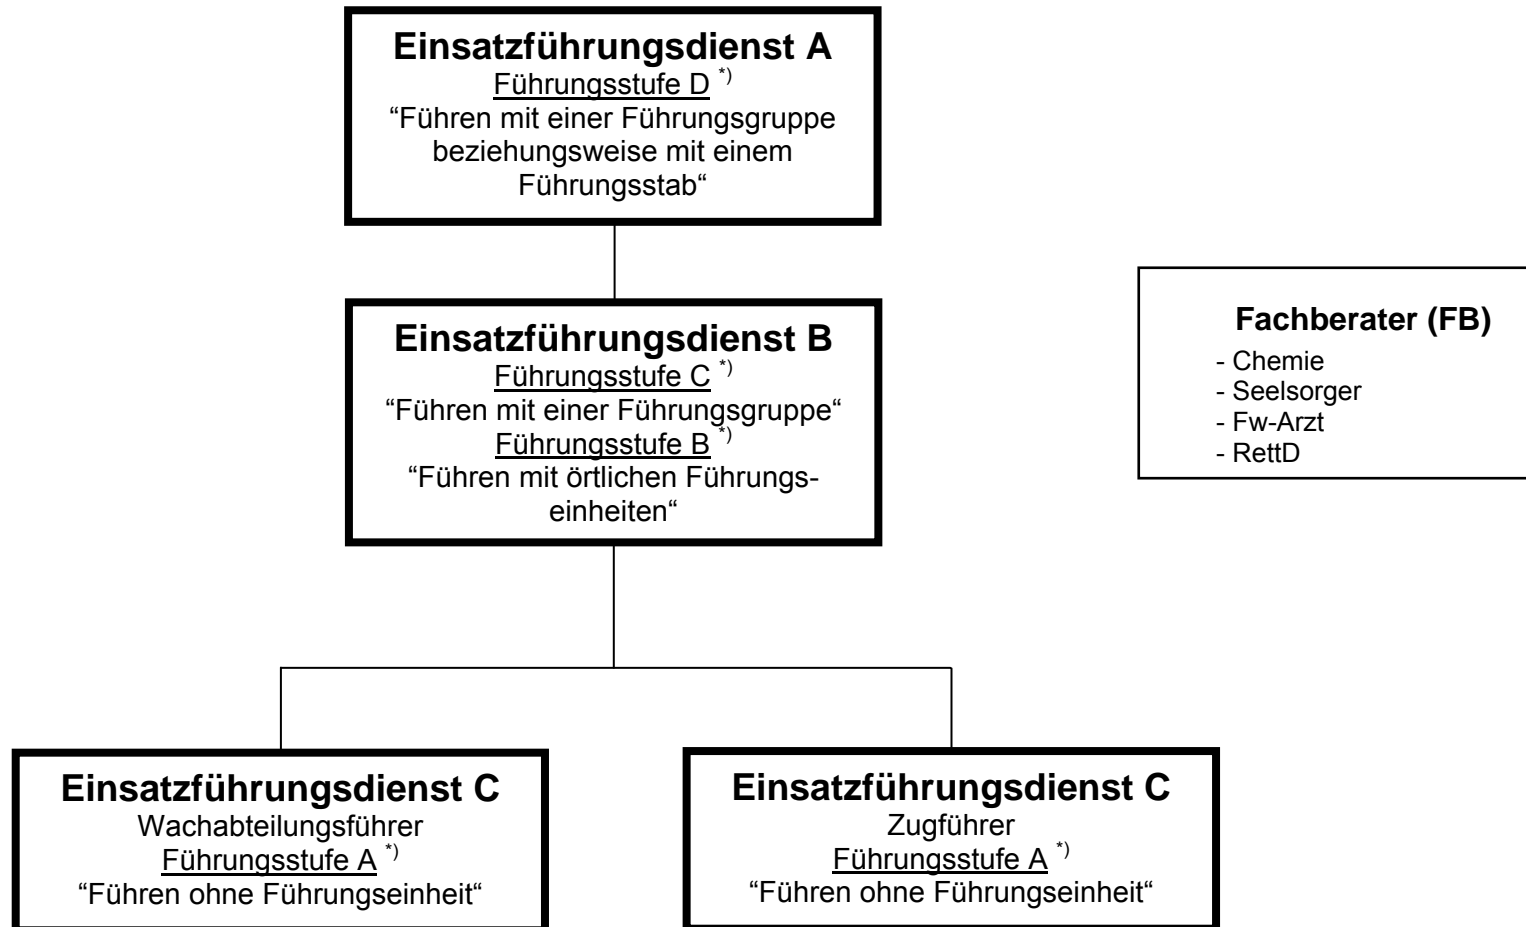 Einsatzführungsdienst A
Führungsstufe D *)
“Führen mit einer Führungsgruppe
beziehungsweise mit einem
Führungsstab“
Einsatzführungsdienst B
Führungsstufe C *)
“Führen mit einer Führungsgruppe“
Führungsstufe B *)
“Führen mit örtlichen Führungs-
einheiten“
Fachberater (FB)
- Chemie
- Seelsorger
- Fw-Arzt
- RettD
Einsatzführungsdienst C
Wachabteilungsführer
Führungsstufe A *)
“Führen ohne Führungseinheit“
Einsatzführungsdienst C
Zugführer
Führungsstufe A *)
“Führen ohne Führungseinheit“